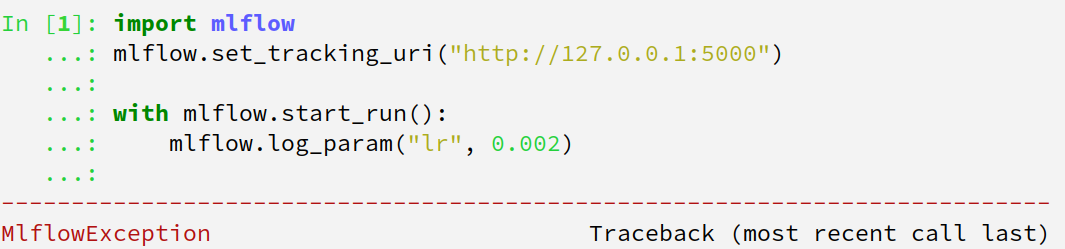 In [1]: import mlflow
   ...: mlflow.set_tracking_uri("http://127.0.0.1:5000")
   ...:
   ...: with mlflow.start_run():
   ...:     mlflow.log_param("lr", 0.002)
   ...:
---------------------------------------------------------------------------
MlflowException                           Traceback (most recent call last)